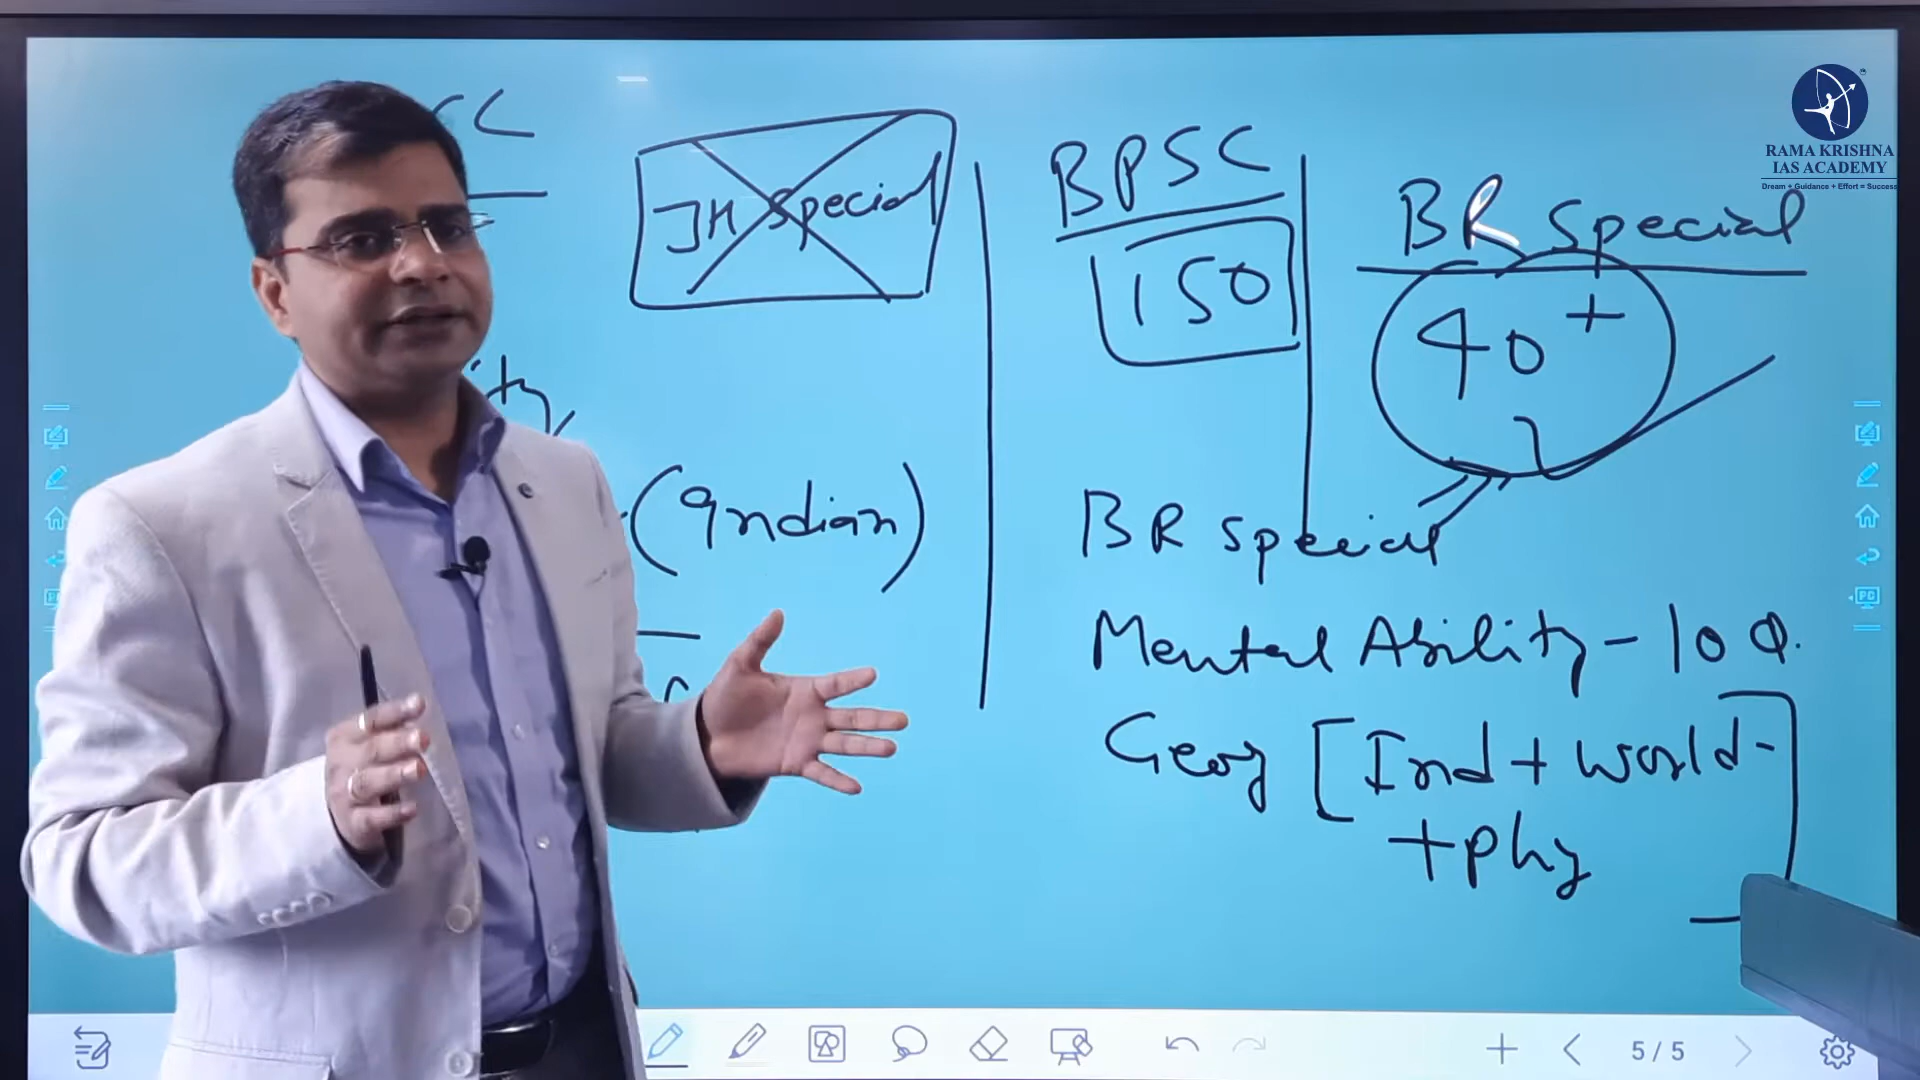 RAMA KRISHNA
IAS ACADEMY
Dream + Guidance + Effort = Success
JH Special
BPSC
150
BR Special
40+
(Indian)
BR Special
Mental Ability - 10 Q.
Geog [Ind + World -
+ Phy
5/5